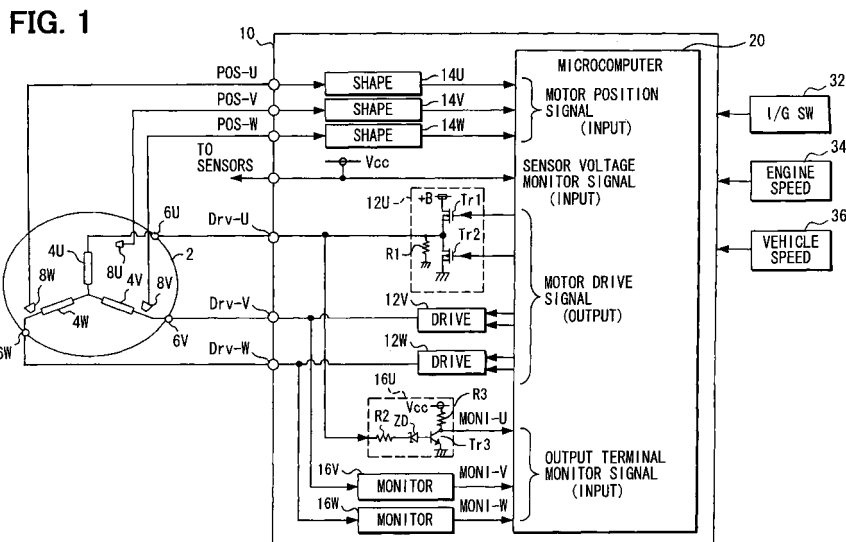 FIG. 1
10
20
MICROCOMPUTER
POS-U
SHAPE
14U
POS-V
SHAPE
14V
POS-W
SHAPE
14W
MOTOR POSITION
SIGNAL
(INPUT)
32
I/G SW
TO
SENSORS
Vcc
SENSOR VOLTAGE
MONITOR SIGNAL
(INPUT)
34
ENGINE
SPEED
12U
+B
Tr1
Tr2
R1
36
VEHICLE
SPEED
6U
Drv-U
2
4U
8U
8W
4V
8V
4W
6W
6V
Drv-V
12V
DRIVE
MOTOR DRIVE
SIGNAL
(OUTPUT)
Drv-W
12W
DRIVE
16U
Vcc
R3
R2
ZD
Tr3
MONI-U
16V
MONITOR
MONI-V
16W
MONITOR
MONI-W
OUTPUT TERMINAL
MONITOR SIGNAL
(INPUT)